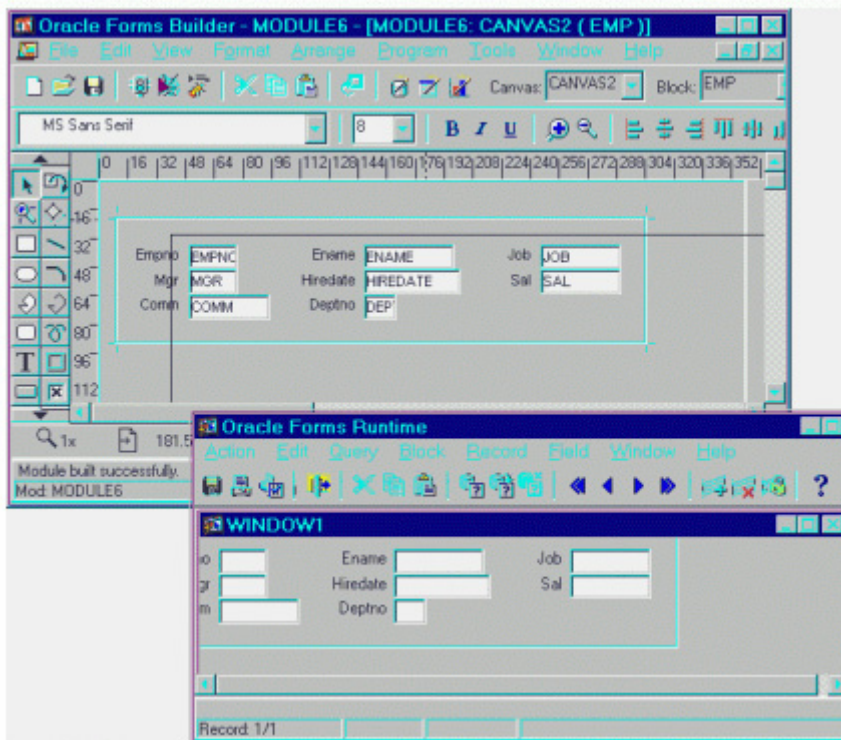 Oracle Forms Builder - MODULE6 - [MODULE6: CANVAS2 ( EMP )]
File Edit View Format Arrange Program Tools Window Help
Canvas: CANVAS2 Block: EMP
MS Sans Serif 8 B I U
0 16 32 48 64 80 96 112 128 144 160 176 192 208 224 240 256 272 288 304 320 336 352
0
16
32
48
64
80
96
112
Empno EMPNO Ename ENAME Job JOB
Mgr MGR Hiredate HIREDATE Sal SAL
Comm COMM Deptno DEPT
T
1x 181.5
Module built successfully.
Mod: MODULE6
Oracle Forms Runtime
Action Edit Query Block Record Field Window Help
?
WINDOW1
no Ename Job
gr Hiredate Sal
m Deptno
Record: 1/1